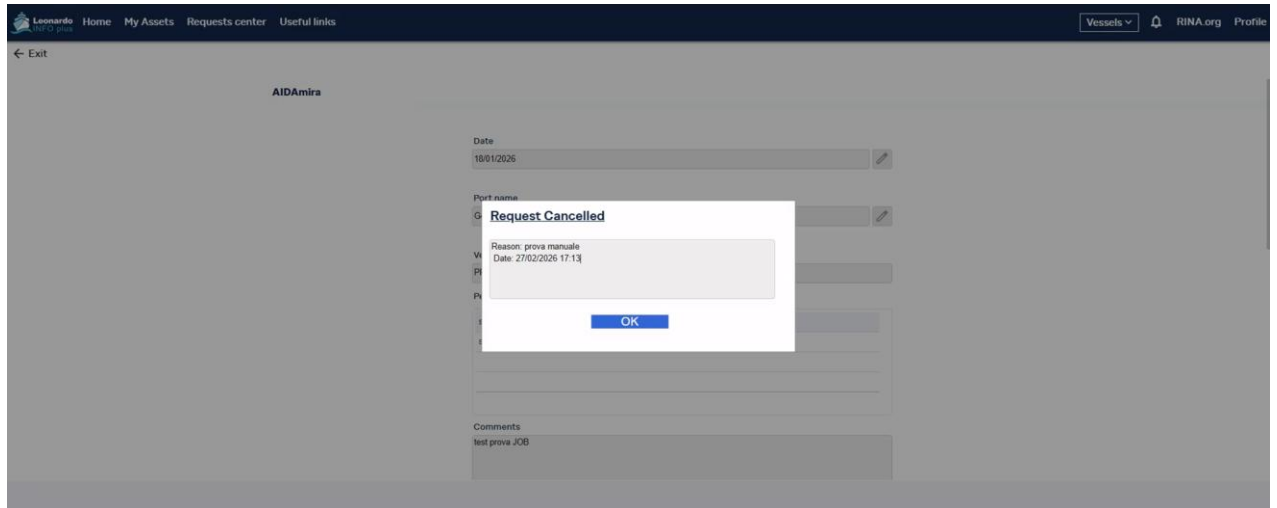 Leonardo Home My Assets Requests center Useful links Vessels RINA.org Profile
INFO plus
Exit
AIDAmira
Date
18/01/2026
Port name
Request Cancelled
Reason: prova manuale
Date: 27/02/2026 17:13
OK
Comments
test prova JOB